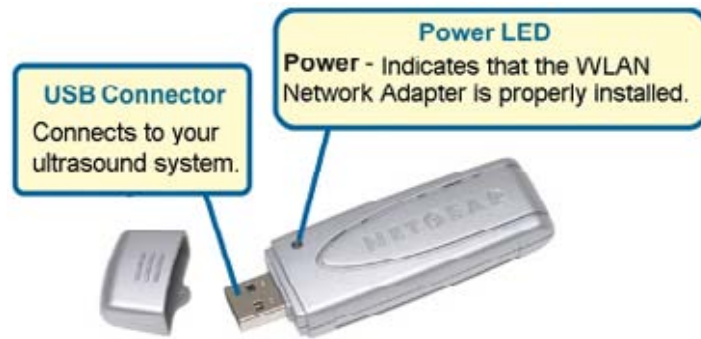 Power LED
Power - Indicates that the WLAN
Network Adapter is properly installed.
USB Connector
Connects to your
ultrasound system.
NETGEAR